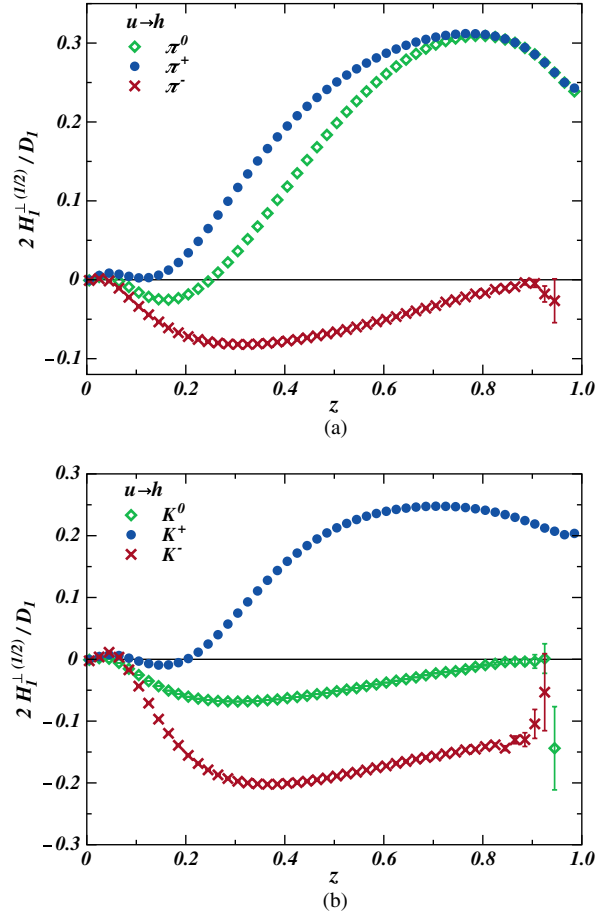 u→h
π⁰
π⁺
π⁻
2 H₁^⊥ (1/2) / D₁
0.3
0.2
0.1
0
−0.1
0 0.2 0.4 0.6 0.8 1.0
z
(a)
u→h
K⁰
K⁺
K⁻
2 H₁^⊥ (1/2) / D₁
0.3
0.2
0.1
0
−0.1
−0.2
−0.3
0 0.2 0.4 0.6 0.8 1.0
z
(b)